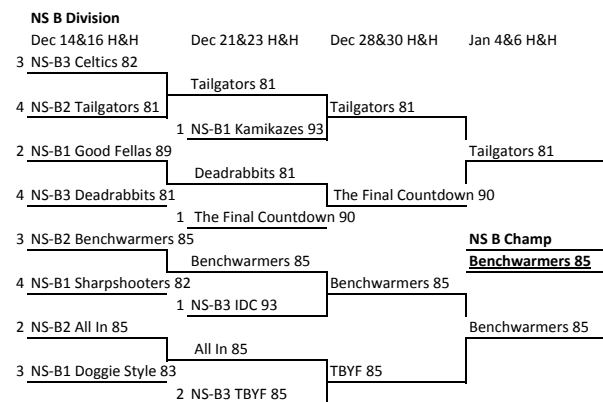 NS B Division
Dec 14&16 H&H Dec 21&23 H&H Dec 28&30 H&H Jan 4&6 H&H
3 NS-B3 Celtics 82
Tailgators 81
4 NS-B2 Tailgators 81 Tailgators 81
1 NS-B1 Kamikazes 93
2 NS-B1 Good Fellas 89 Tailgators 81
Deadrabbits 81
4 NS-B3 Deadrabbits 81 The Final Countdown 90
1 The Final Countdown 90
3 NS-B2 Benchwarmers 85 NS B Champ
Benchwarmers 85 Benchwarmers 85
4 NS-B1 Sharpshooters 82 Benchwarmers 85
1 NS-B3 IDC 93
2 NS-B2 All In 85 Benchwarmers 85
All In 85
3 NS-B1 Doggie Style 83 TBYF 85
2 NS-B3 TBYF 85